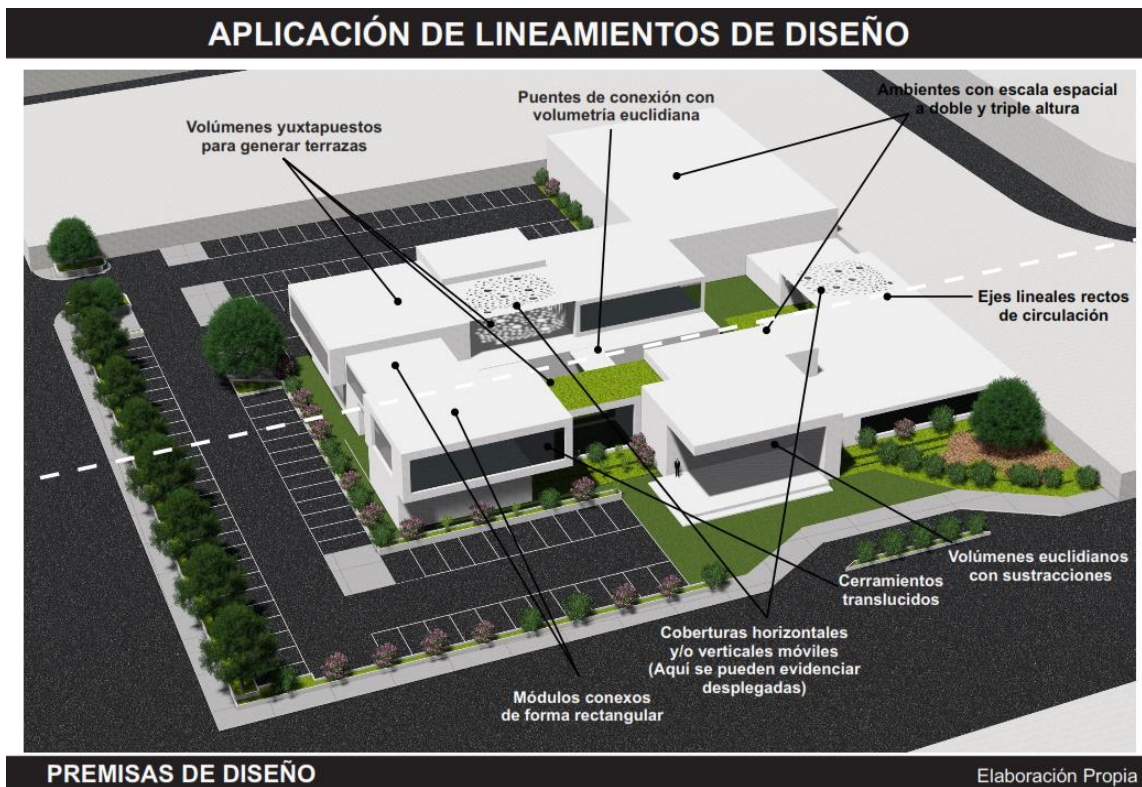 APLICACIÓN DE LINEAMIENTOS DE DISEÑO
Volúmenes yuxtapuestos
para generar terrazas
Puentes de conexión con
volumetría euclidiana
Ambientes con escala espacial
a doble y triple altura
Ejes lineales rectos
de circulación
Volúmenes euclidianos
con sustracciones
Cerramientos
translucidos
Coberturas horizontales
y/o verticales móviles
(Aquí se pueden evidenciar
desplegadas)
Módulos conexos
de forma rectangular
PREMISAS DE DISEÑO
Elaboración Propia